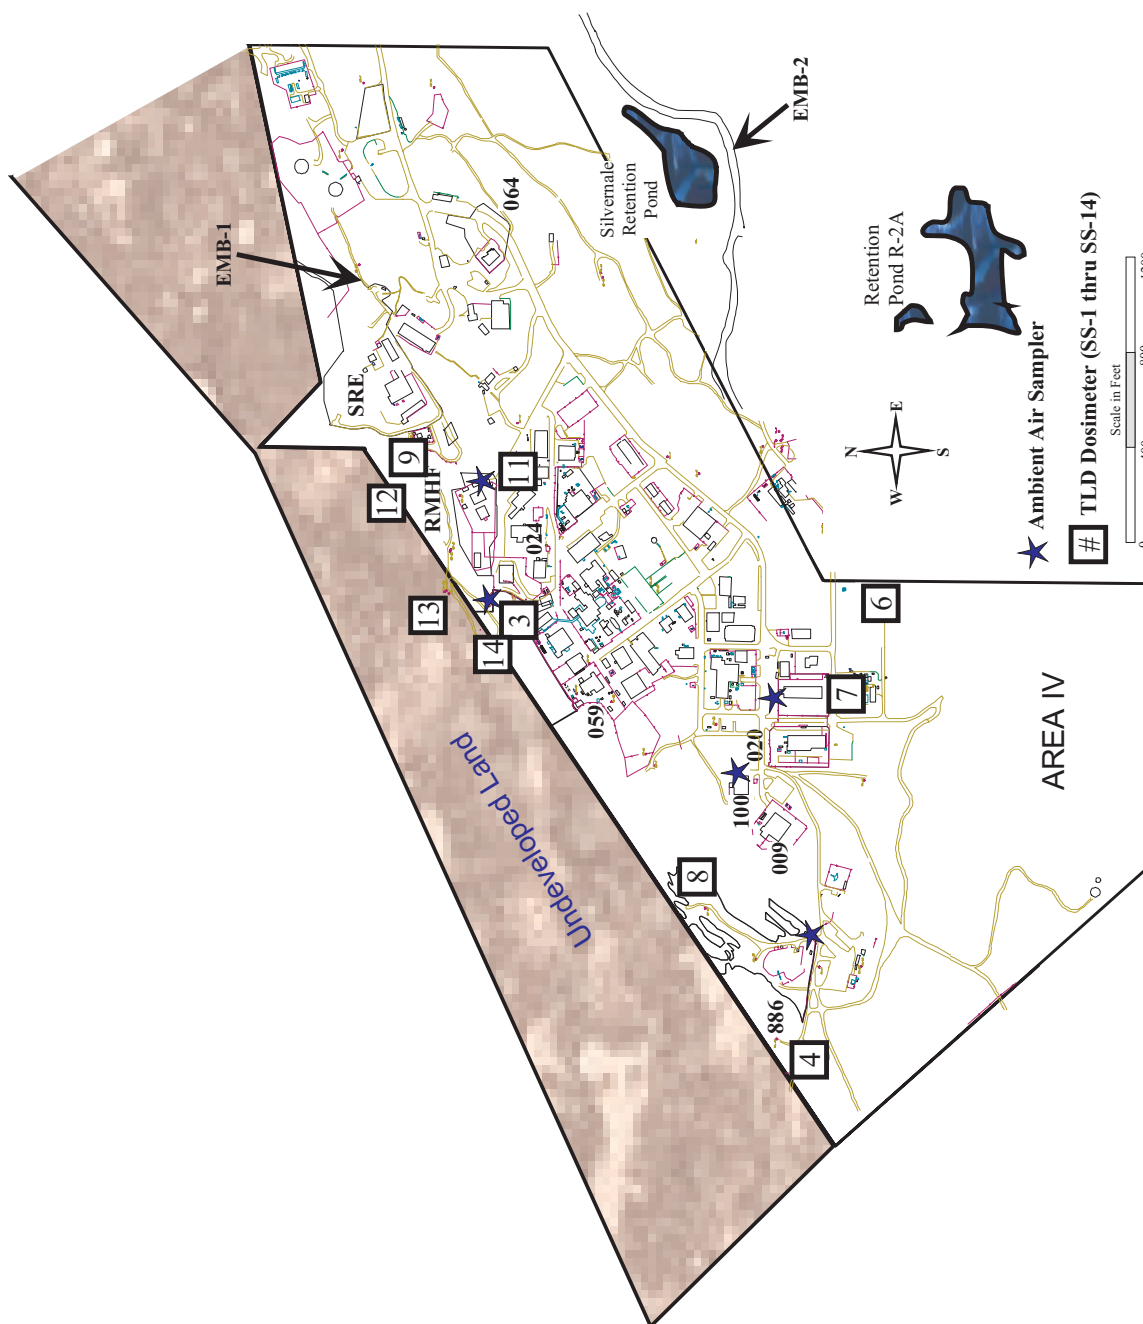 EMB-1
EMB-2
064
Silvernale
Retention
Pond
Retention
Pond R-2A
SRE
9
12
RMHF
11
024
13
3
14
059
N
W
E
S
Ambient Air Sampler
# TLD Dosimeter (SS-1 thru SS-14)
Scale in Feet
0
6
7
020
100
009
8
886
4
Undeveloped Land
AREA IV